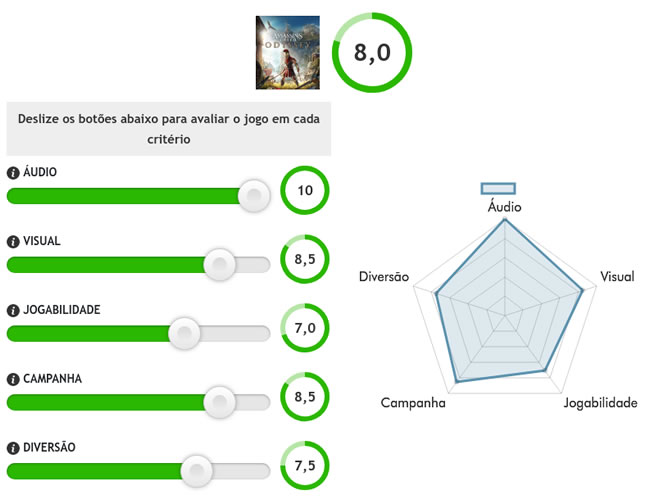 ASSASSIN'S
CREED
ODYSSEY
8,0
Deslize os botões abaixo para avaliar o jogo em cada
critério
i ÁUDIO
10
i VISUAL
8,5
i JOGABILIDADE
7,0
i CAMPANHA
8,5
i DIVERSÃO
7,5
Áudio
Diversão
Visual
Campanha
Jogabilidade